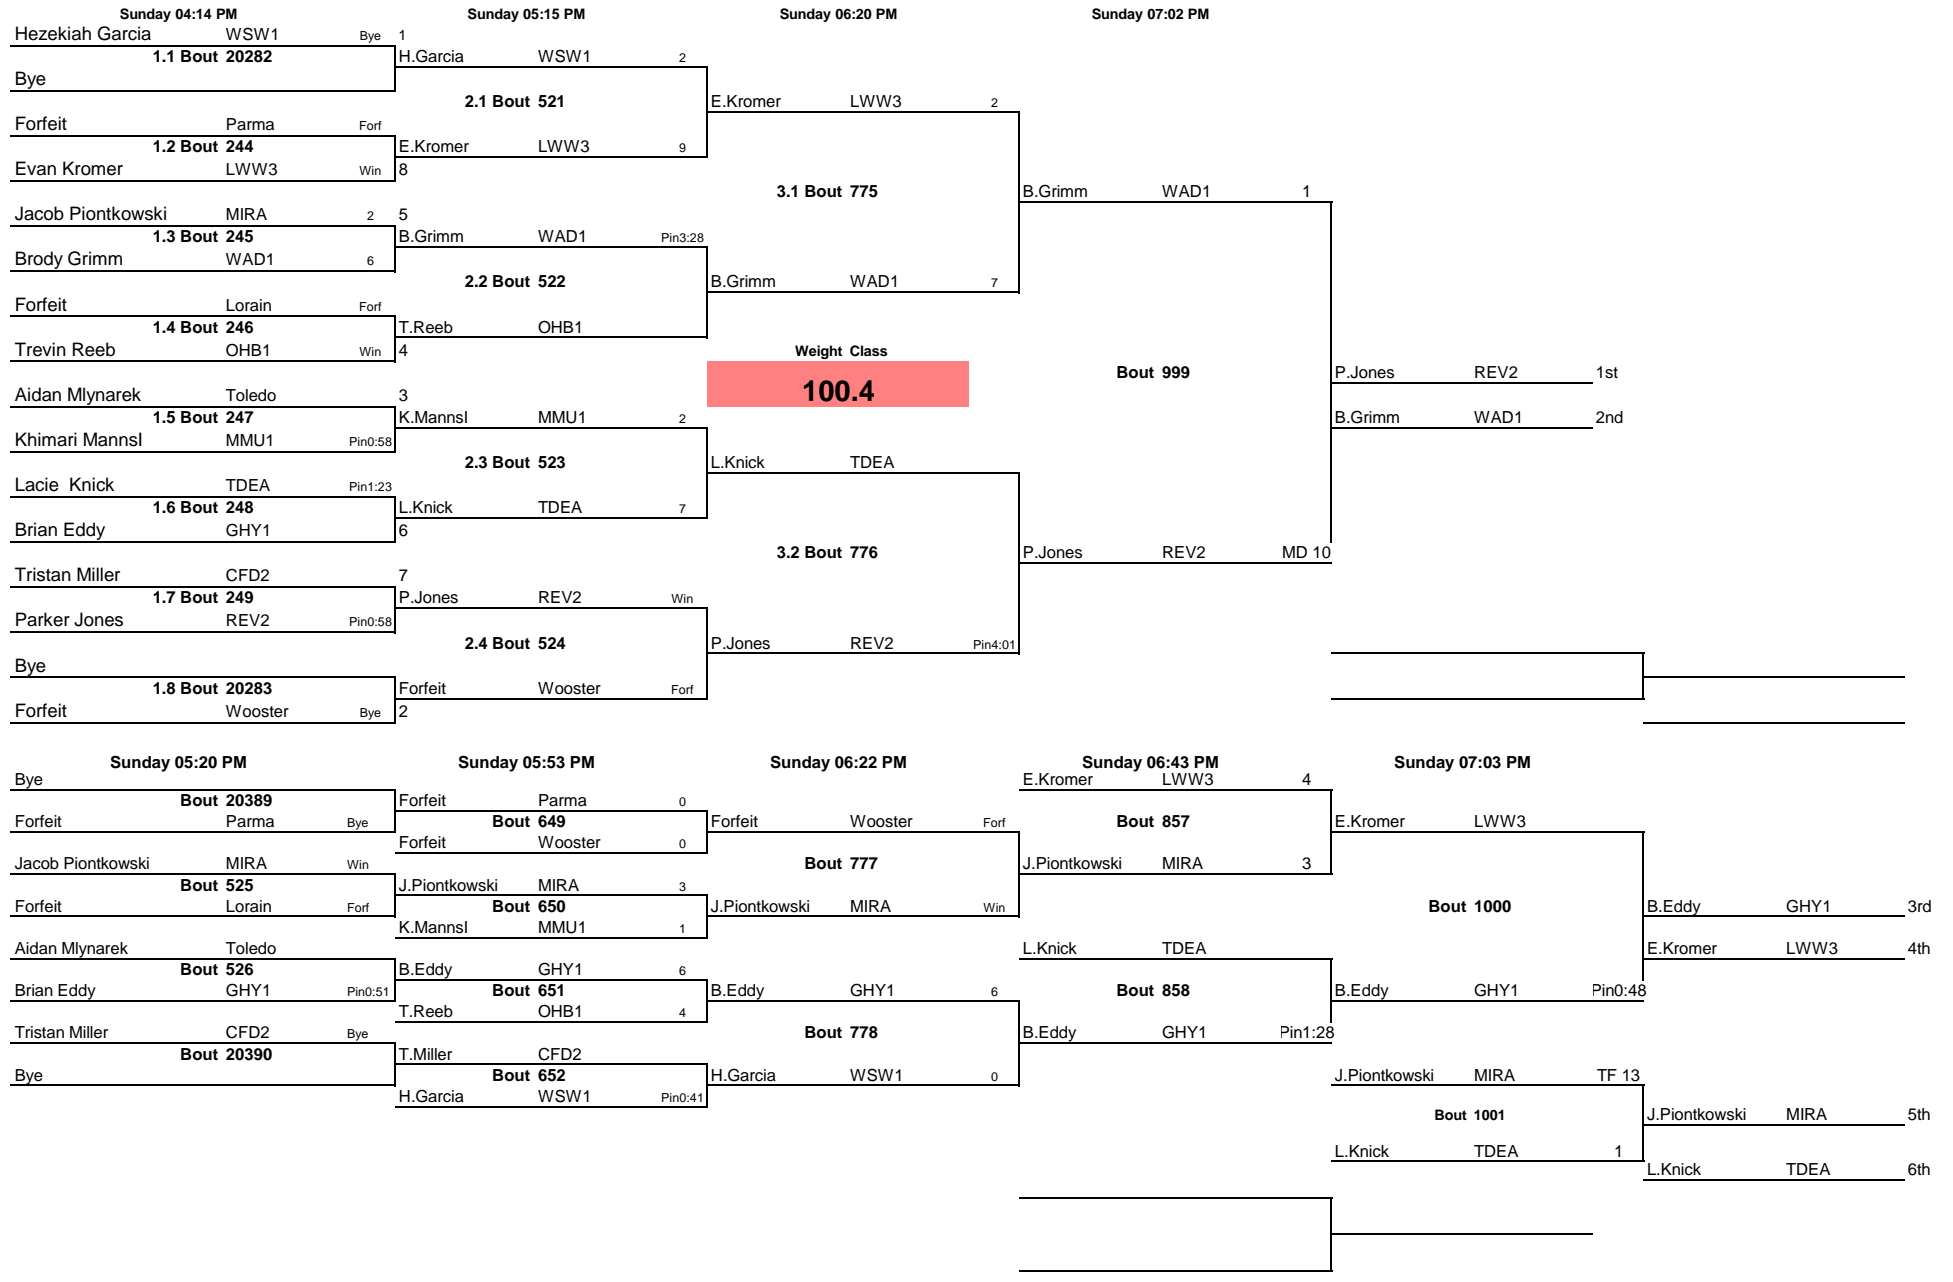 Sunday 04:14 PM Sunday 05:15 PM Sunday 06:20 PM Sunday 07:02 PM
Hezekiah Garcia WSW1 Bye 1
1.1 Bout 20282 H.Garcia WSW1 2
Bye
2.1 Bout 521 E.Kromer LWW3 2
Forfeit Parma Forf
1.2 Bout 244 E.Kromer LWW3 9
Evan Kromer LWW3 Win 8
3.1 Bout 775 B.Grimm WAD1 1
Jacob Piontkowski MIRA 2 5
1.3 Bout 245 B.Grimm WAD1 Pin3:28
Brody Grimm WAD1 6
2.2 Bout 522 B.Grimm WAD1 7
Forfeit Lorain Forf
1.4 Bout 246 T.Reeb OHB1
Trevin Reeb OHB1 Win 4 Weight Class
Bout 999 P.Jones REV2 1st
Aidan Mlynarek Toledo 3 100.4
1.5 Bout 247 K.MannsI MMU1 2 B.Grimm WAD1 2nd
Khimari MannsI MMU1 Pin0:58
2.3 Bout 523 L.Knick TDEA
Lacie Knick TDEA Pin1:23
1.6 Bout 248 L.Knick TDEA 7
Brian Eddy GHY1 6
3.2 Bout 776 P.Jones REV2 MD 10
Tristan Miller CFD2 7
1.7 Bout 249 P.Jones REV2 Win
Parker Jones REV2 Pin0:58
2.4 Bout 524 P.Jones REV2 Pin4:01
Bye
1.8 Bout 20283 Forfeit Wooster Forf
Forfeit Wooster Bye 2
Sunday 05:20 PM Sunday 05:53 PM Sunday 06:22 PM Sunday 06:43 PM Sunday 07:03 PM
Bye E.Kromer LWW3 4
Bout 20389 Forfeit Parma 0
Forfeit Parma Bye Bout 649 Forfeit Wooster Forf Bout 857 E.Kromer LWW3
Forfeit Wooster 0
Jacob Piontkowski MIRA Win Bout 777 J.Piontkowski MIRA 3
Bout 525 J.Piontkowski MIRA 3
Forfeit Lorain Forf Bout 650 J.Piontkowski MIRA Win Bout 1000 B.Eddy GHY1 3rd
K.MannsI MMU1 1
Aidan Mlynarek Toledo L.Knick TDEA E.Kromer LWW3 4th
Bout 526 B.Eddy GHY1 6
Brian Eddy GHY1 Pin0:51 Bout 651 B.Eddy GHY1 6 Bout 858 B.Eddy GHY1 Pin0:48
T.Reeb OHB1 4
Tristan Miller CFD2 Bye Bout 778 B.Eddy GHY1 Pin1:28
Bout 20390 T.Miller CFD2
Bye Bout 652 H.Garcia WSW1 0 J.Piontkowski MIRA TF 13
H.Garcia WSW1 Pin0:41
Bout 1001 J.Piontkowski MIRA 5th
L.Knick TDEA 1
L.Knick TDEA 6th